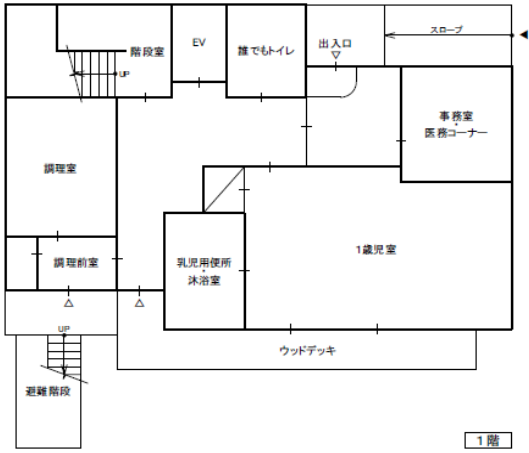 スロープ
出入口
階段室
EV
誰でもトイレ
UP
事務室
・
医務コーナー
調理室
1歳児室
調理前室
乳児用便所
・
沐浴室
UP
ウッドデッキ
避難階段
1階